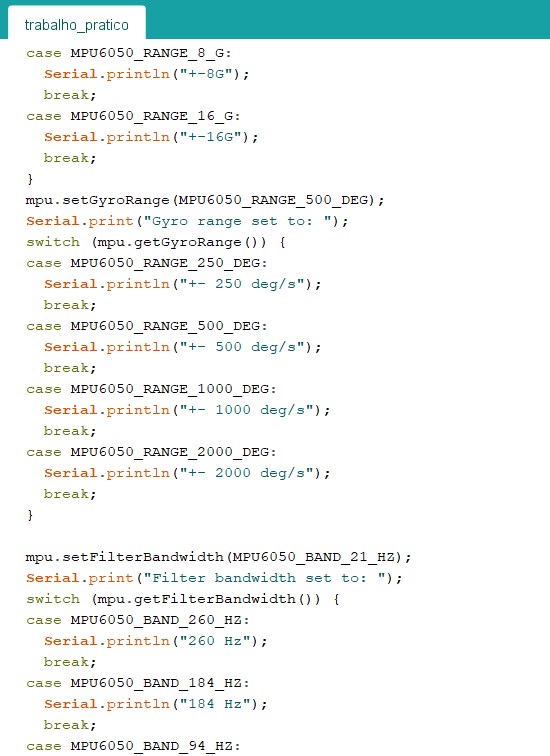 trabalho_pratico
case MPU6050_RANGE_8_G:
Serial.println("+-8G");
break;
case MPU6050_RANGE_16_G:
Serial.println("+-16G");
break;
}
mpu.setGyroRange(MPU6050_RANGE_500_DEG);
Serial.print("Gyro range set to: ");
switch (mpu.getGyroRange()) {
case MPU6050_RANGE_250_DEG:
Serial.println("+- 250 deg/s");
break;
case MPU6050_RANGE_500_DEG:
Serial.println("+- 500 deg/s");
break;
case MPU6050_RANGE_1000_DEG:
Serial.println("+- 1000 deg/s");
break;
case MPU6050_RANGE_2000_DEG:
Serial.println("+- 2000 deg/s");
break;
}
mpu.setFilterBandwidth(MPU6050_BAND_21_HZ);
Serial.print("Filter bandwidth set to: ");
switch (mpu.getFilterBandwidth()) {
case MPU6050_BAND_260_HZ:
Serial.println("260 Hz");
break;
case MPU6050_BAND_184_HZ:
Serial.println("184 Hz");
break;
case MPU6050_BAND_94_HZ: